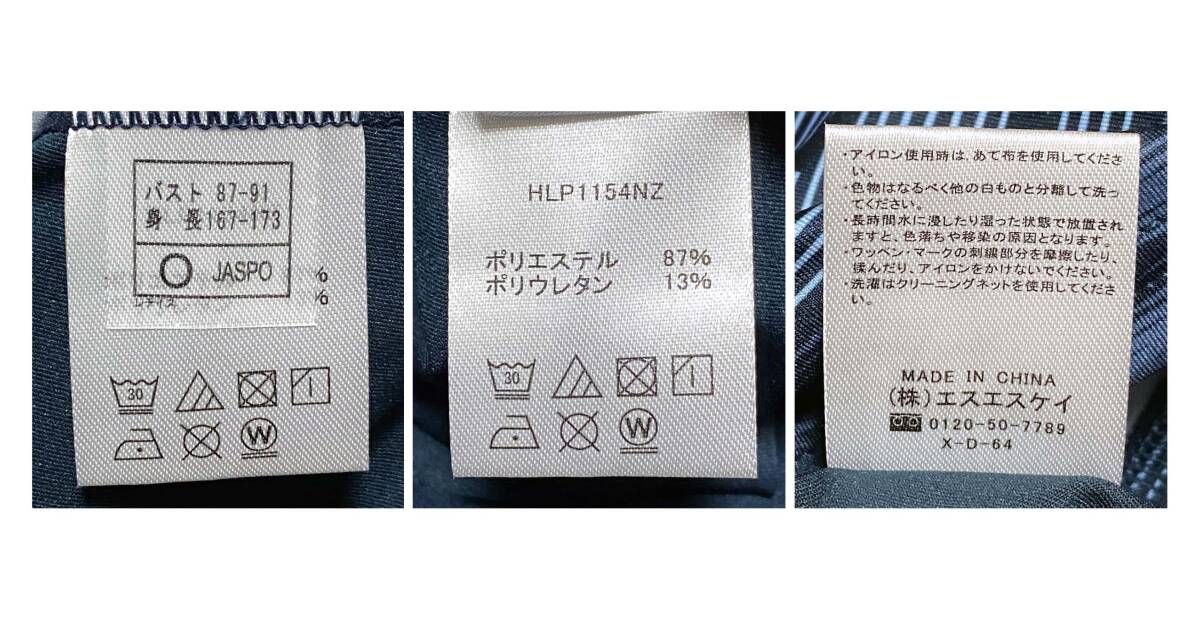 バスト 87-91
身 長167-173
O JASPO
%
%
30
W
HLP1154NZ
ポリエステル 87%
ポリウレタン 13%
30
W
・アイロン使用時は、あて布を使用してくださ
い。
・色物はなるべく他の白ものと分離して洗っ
てください。
・長時間水に浸したり湿った状態で放置され
ますと、色落ちや移染の原因となります。
・ワッペン・マークの刺繍部分を摩擦したり、
揉んだり、アイロンをかけないでください。
・洗濯はクリーニングネットを使用してくださ
い。
MADE IN CHINA
(株)エスエスケイ
0120-50-7789
X-D-64